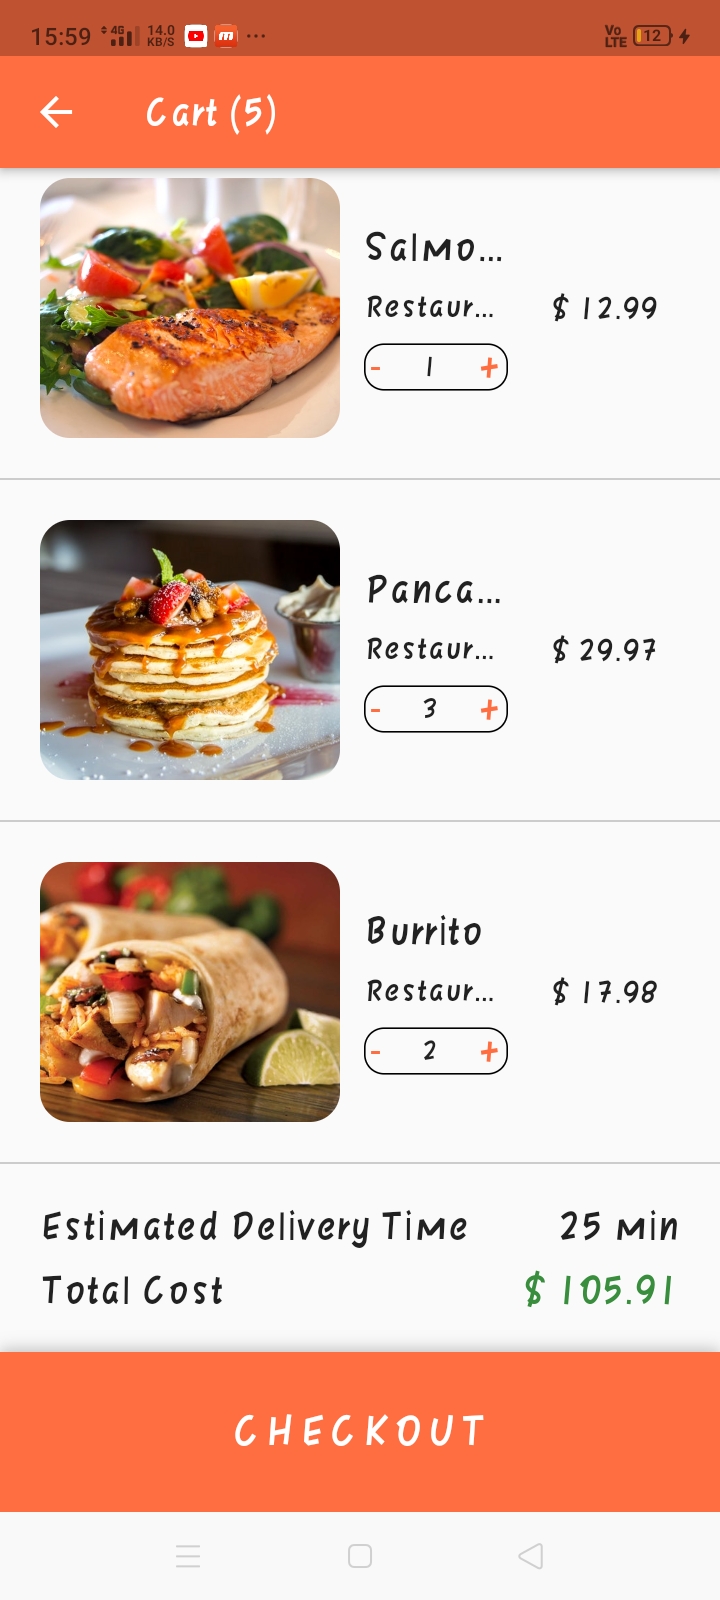 15:59 4G 14.0 KB/S ... Vo LTE 12
Cart (5)
Salmo...
Restaur... $ 12.99
- 1 +
Panca...
Restaur... $ 29.97
- 3 +
Burrito
Restaur... $ 17.98
- 2 +
Estimated Delivery Time 25 min
Total Cost $ 105.91
CHECKOUT